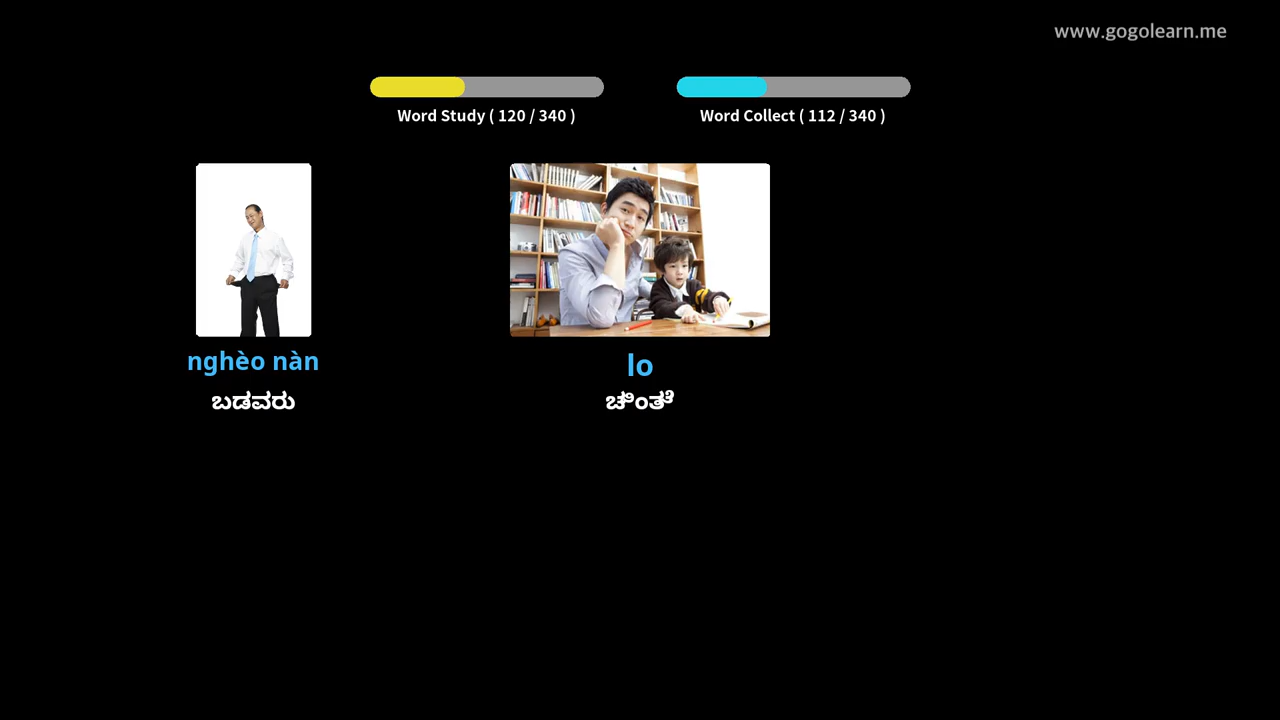 www.gogolearn.me
Word Study ( 120 / 340 )
Word Collect ( 112 / 340 )
nghèo nàn
ಬಡವರು
lo
ಚಿಂತೆ